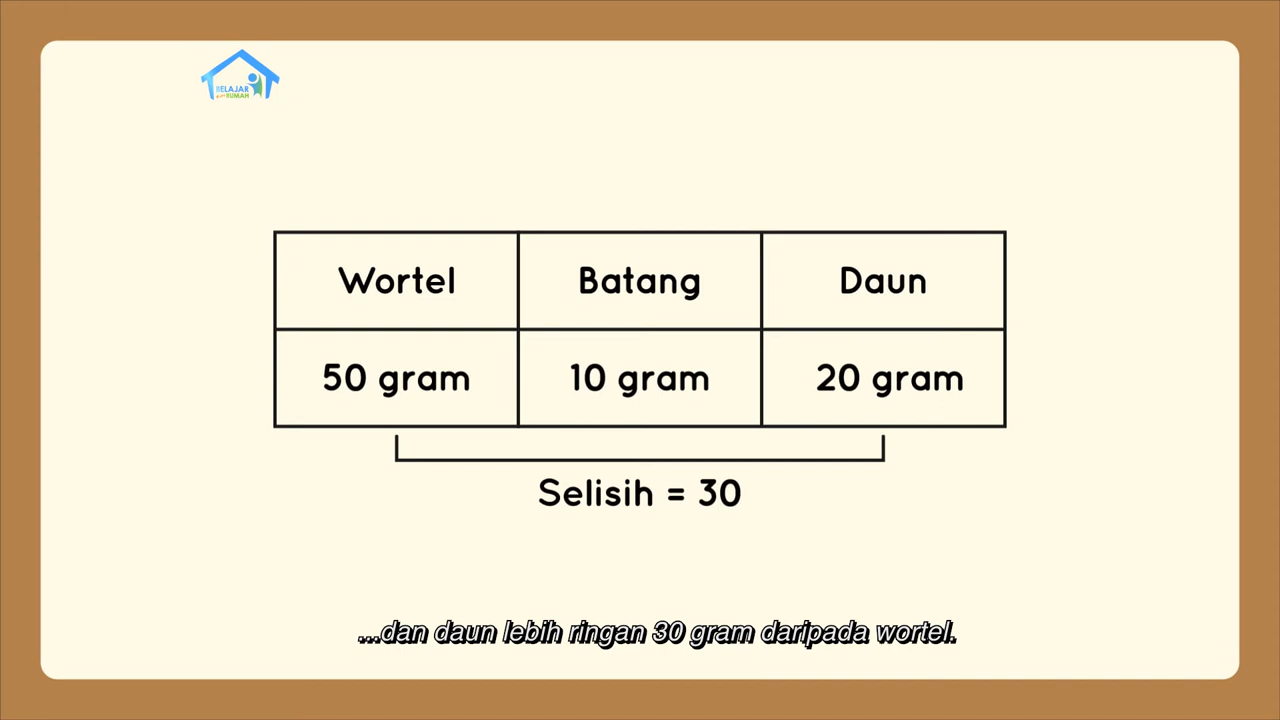 BELAJAR
RUMAH
Wortel Batang Daun
50 gram 10 gram 20 gram
Selisih = 30
...dan daun lebih ringan 30 gram daripada wortel.